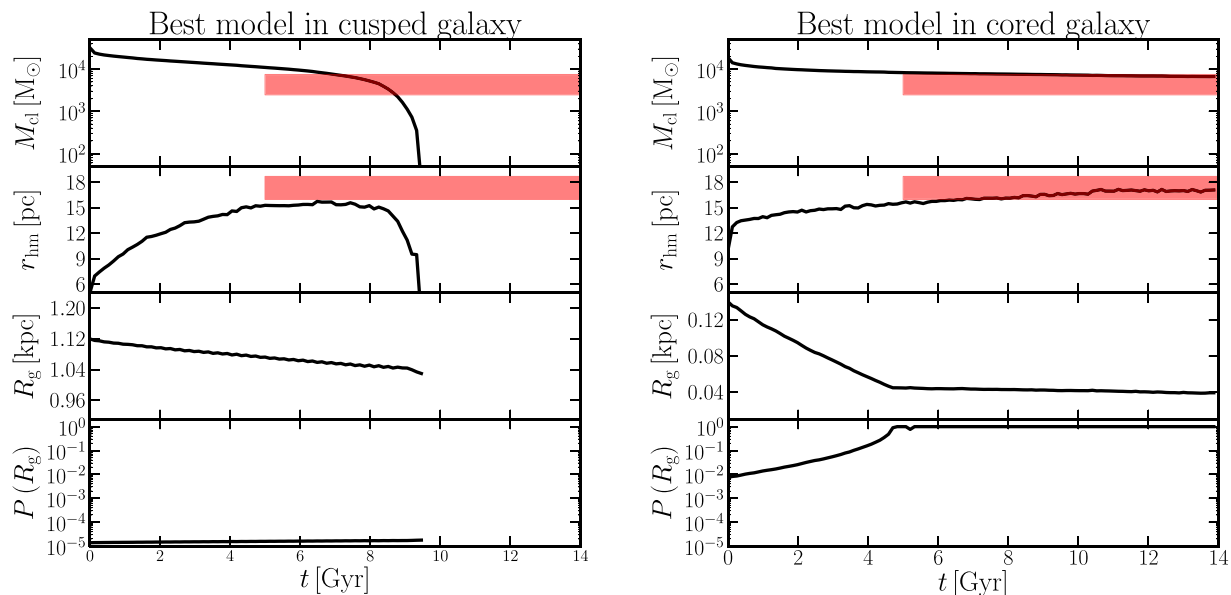 Best model in cusped galaxy
M_cl [M_⊙]
10^4
10^3
10^2
r_hm [pc]
18
15
12
9
6
R_g [kpc]
1.20
1.12
1.04
0.96
P (R_g)
10^0
10^-1
10^-2
10^-3
10^-4
10^-5
0 2 4 6 8 10 12 14
t [Gyr]
Best model in cored galaxy
M_cl [M_⊙]
10^4
10^3
10^2
r_hm [pc]
18
15
12
9
6
R_g [kpc]
0.12
0.08
0.04
P (R_g)
10^0
10^-1
10^-2
10^-3
10^-4
10^-5
0 2 4 6 8 10 12 14
t [Gyr]